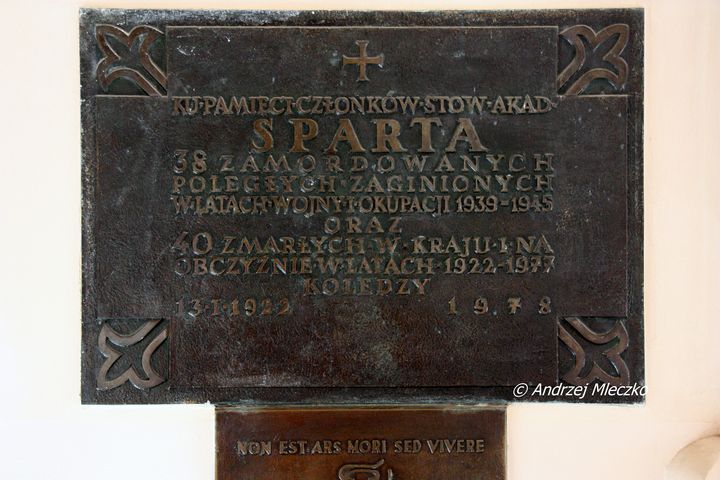 KU·PAMIĘCI·CZŁONKÓW·STOW·AKAD·
SPARTA
38 ZAMORDOWANYCH
POLEGŁYCH·ZAGINIONYCH
W·LATACH·WOJNY·I·OKUPACJI 1939-1945
ORAZ
40 ZMARŁYCH·W·KRAJU·I·NA
OBCZYŹNIE·W·LATACH·1922-1977
KOLEDZY
13·I·1922 1978
© Andrzej Mleczko
NON EST ARS MORI SED VIVERE